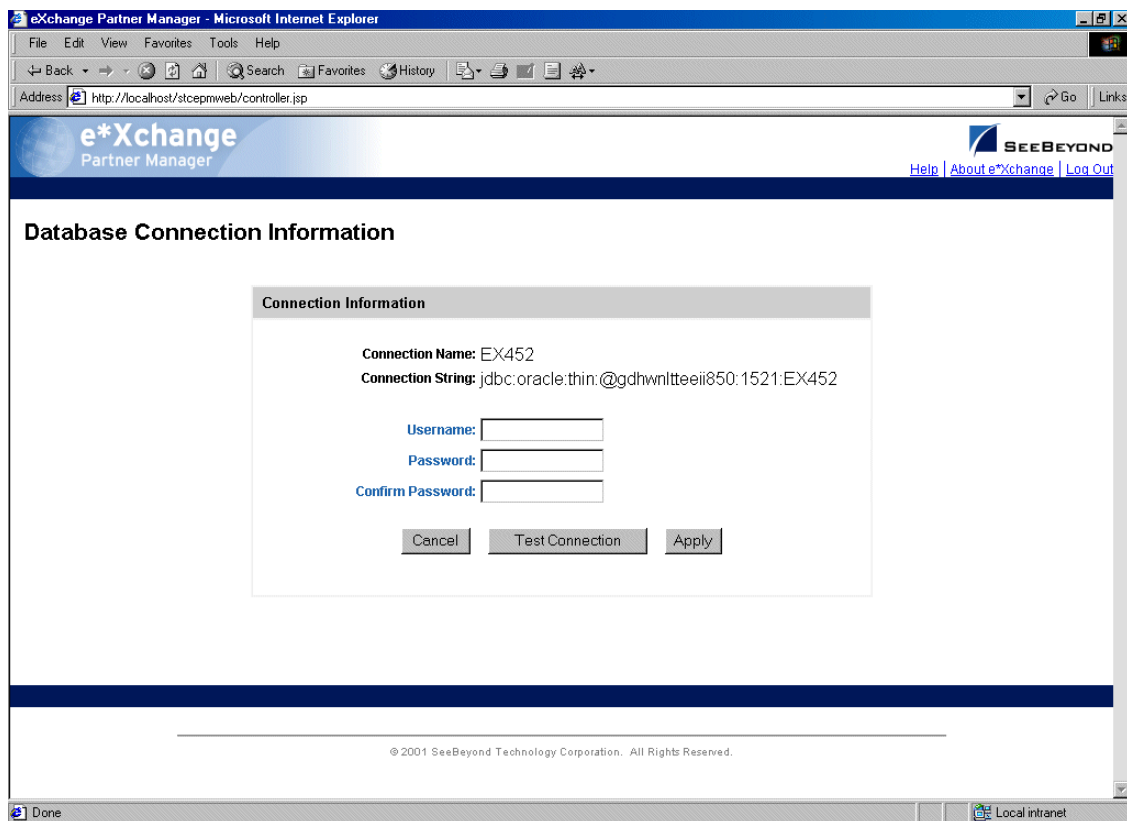 eXchange Partner Manager - Microsoft Internet Explorer
File Edit View Favorites Tools Help
Back Search Favorites History
Address http://localhost/stcepmweb/controller.jsp Go Links
e*Xchange
Partner Manager
SEEBEYOND
Help | About e*Xchange | Log Out
Database Connection Information
Connection Information
Connection Name: EX452
Connection String: jdbc:oracle:thin:@gdhwnltteeii850:1521:EX452
Username:
Password:
Confirm Password:
Cancel Test Connection Apply
© 2001 SeeBeyond Technology Corporation. All Rights Reserved.
Done Local intranet